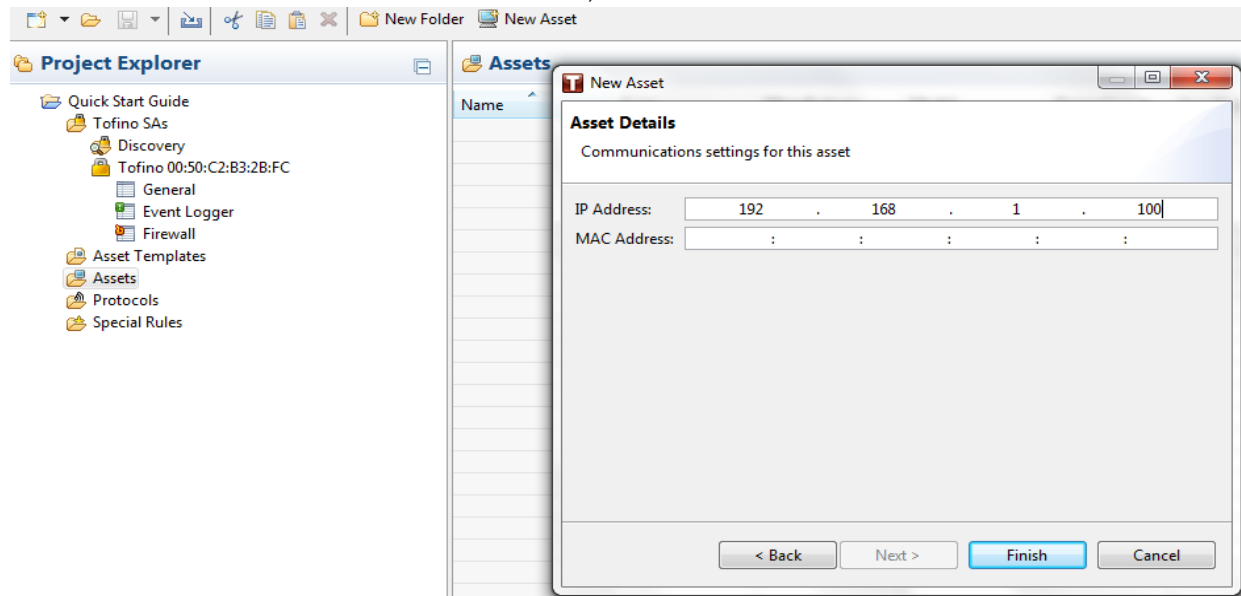 New Folder New Asset
Project Explorer
Quick Start Guide
Tofino SAs
Discovery
Tofino 00:50:C2:B3:2B:FC
General
Event Logger
Firewall
Asset Templates
Assets
Protocols
Special Rules
Assets
Name
New Asset
Asset Details
Communications settings for this asset
IP Address: 192 . 168 . 1 . 100
MAC Address: : : : : :
< Back Next > Finish Cancel